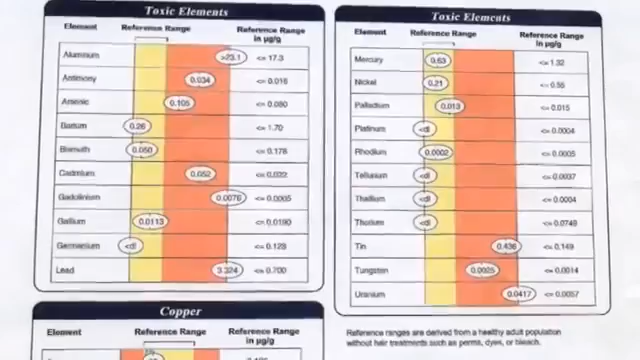 Toxic Elements
Element Reference Range Reference Range in µg/g
Aluminum >23.1 <= 17.3
Antimony 0.034 <= 0.016
Arsenic 0.105 <= 0.080
Barium 0.26 <= 1.70
Bismuth 0.050 <= 0.178
Cadmium 0.052 <= 0.022
Gadolinium 0.0076 <= 0.0005
Gallium 0.0113 <= 0.0190
Germanium <dl <= 0.128
Lead 3.324 <= 0.700
Toxic Elements
Element Reference Range Reference Range in µg/g
Mercury 0.63 <= 1.32
Nickel 0.21 <= 0.55
Palladium 0.013 <= 0.015
Platinum <dl <= 0.0004
Rhodium 0.0002 <= 0.0005
Tellurium <dl <= 0.0037
Thallium <dl <= 0.0004
Thorium <dl <= 0.0749
Tin 0.436 <= 0.149
Tungsten 0.0025 <= 0.0014
Uranium 0.0417 <= 0.0057
Reference ranges are derived from a healthy adult population
without hair treatments such as perms, dyes, or bleach.
Copper
Element Reference Range Reference Range